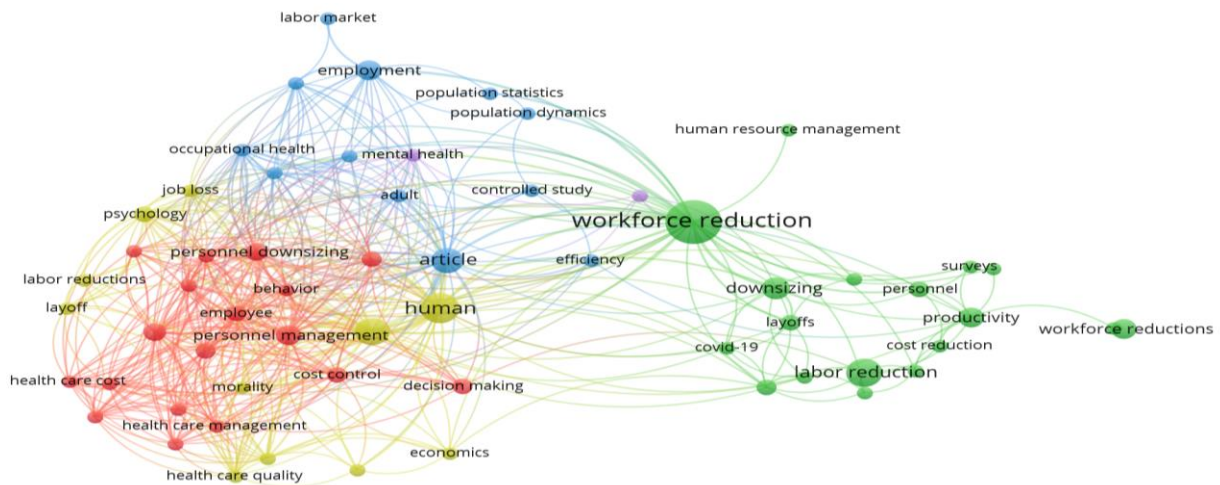 labor market
employment
population statistics
population dynamics
human resource management
occupational health
mental health
job loss
adult
controlled study
psychology
workforce reduction
personnel downsizing
article
efficiency
surveys
labor reductions
behavior
downsizing
personnel
layoff
human
employee
layoffs
productivity
personnel management
workforce reductions
covid-19
cost reduction
health care cost
morality
cost control
decision making
labor reduction
health care management
economics
health care quality